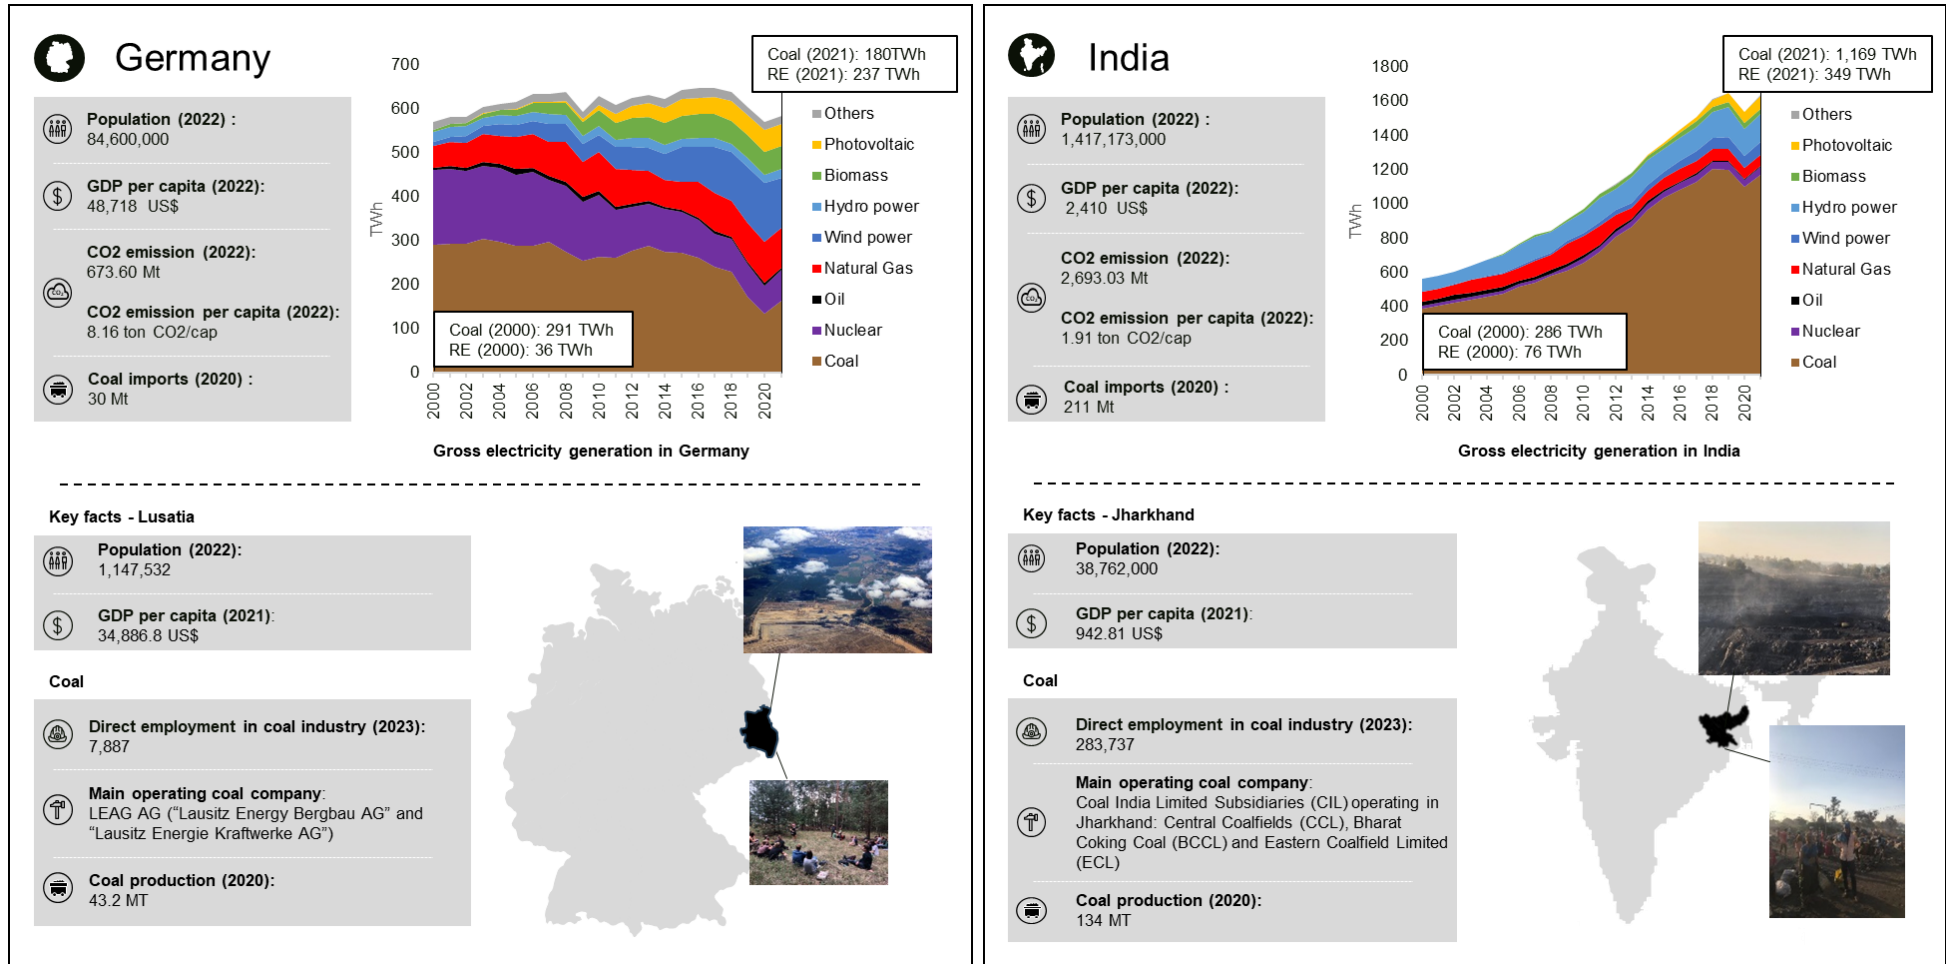 Germany
Population (2022) :
84,600,000
GDP per capita (2022):
48,718 US$
CO2 emission (2022):
673.60 Mt
CO2 emission per capita (2022):
8.16 ton CO2/cap
Coal imports (2020) :
30 Mt
Coal (2021): 180TWh
RE (2021): 237 TWh
700
600
500
400
300
200
100
0
TWh
Coal (2000): 291 TWh
RE (2000): 36 TWh
2000
2002
2004
2006
2008
2010
2012
2014
2016
2018
2020
Others
Photovoltaic
Biomass
Hydro power
Wind power
Natural Gas
Oil
Nuclear
Coal
Gross electricity generation in Germany
Key facts - Lusatia
Population (2022):
1,147,532
GDP per capita (2021):
34,886.8 US$
Coal
Direct employment in coal industry (2023):
7,887
Main operating coal company:
LEAG AG (“Lausitz Energy Bergbau AG” and
“Lausitz Energie Kraftwerke AG”)
Coal production (2020):
43.2 MT
India
Population (2022) :
1,417,173,000
GDP per capita (2022):
2,410 US$
CO2 emission (2022):
2,693.03 Mt
CO2 emission per capita (2022):
1.91 ton CO2/cap
Coal imports (2020) :
211 Mt
Coal (2021): 1,169 TWh
RE (2021): 349 TWh
1800
1600
1400
1200
1000
800
600
400
200
0
TWh
Coal (2000): 286 TWh
RE (2000): 76 TWh
2000
2002
2004
2006
2008
2010
2012
2014
2016
2018
2020
Others
Photovoltaic
Biomass
Hydro power
Wind power
Natural Gas
Oil
Nuclear
Coal
Gross electricity generation in India
Key facts - Jharkhand
Population (2022):
38,762,000
GDP per capita (2021):
942.81 US$
Coal
Direct employment in coal industry (2023):
283,737
Main operating coal company:
Coal India Limited Subsidiaries (CIL) operating in
Jharkhand: Central Coalfields (CCL), Bharat
Coking Coal (BCCL) and Eastern Coalfield Limited
(ECL)
Coal production (2020):
134 MT